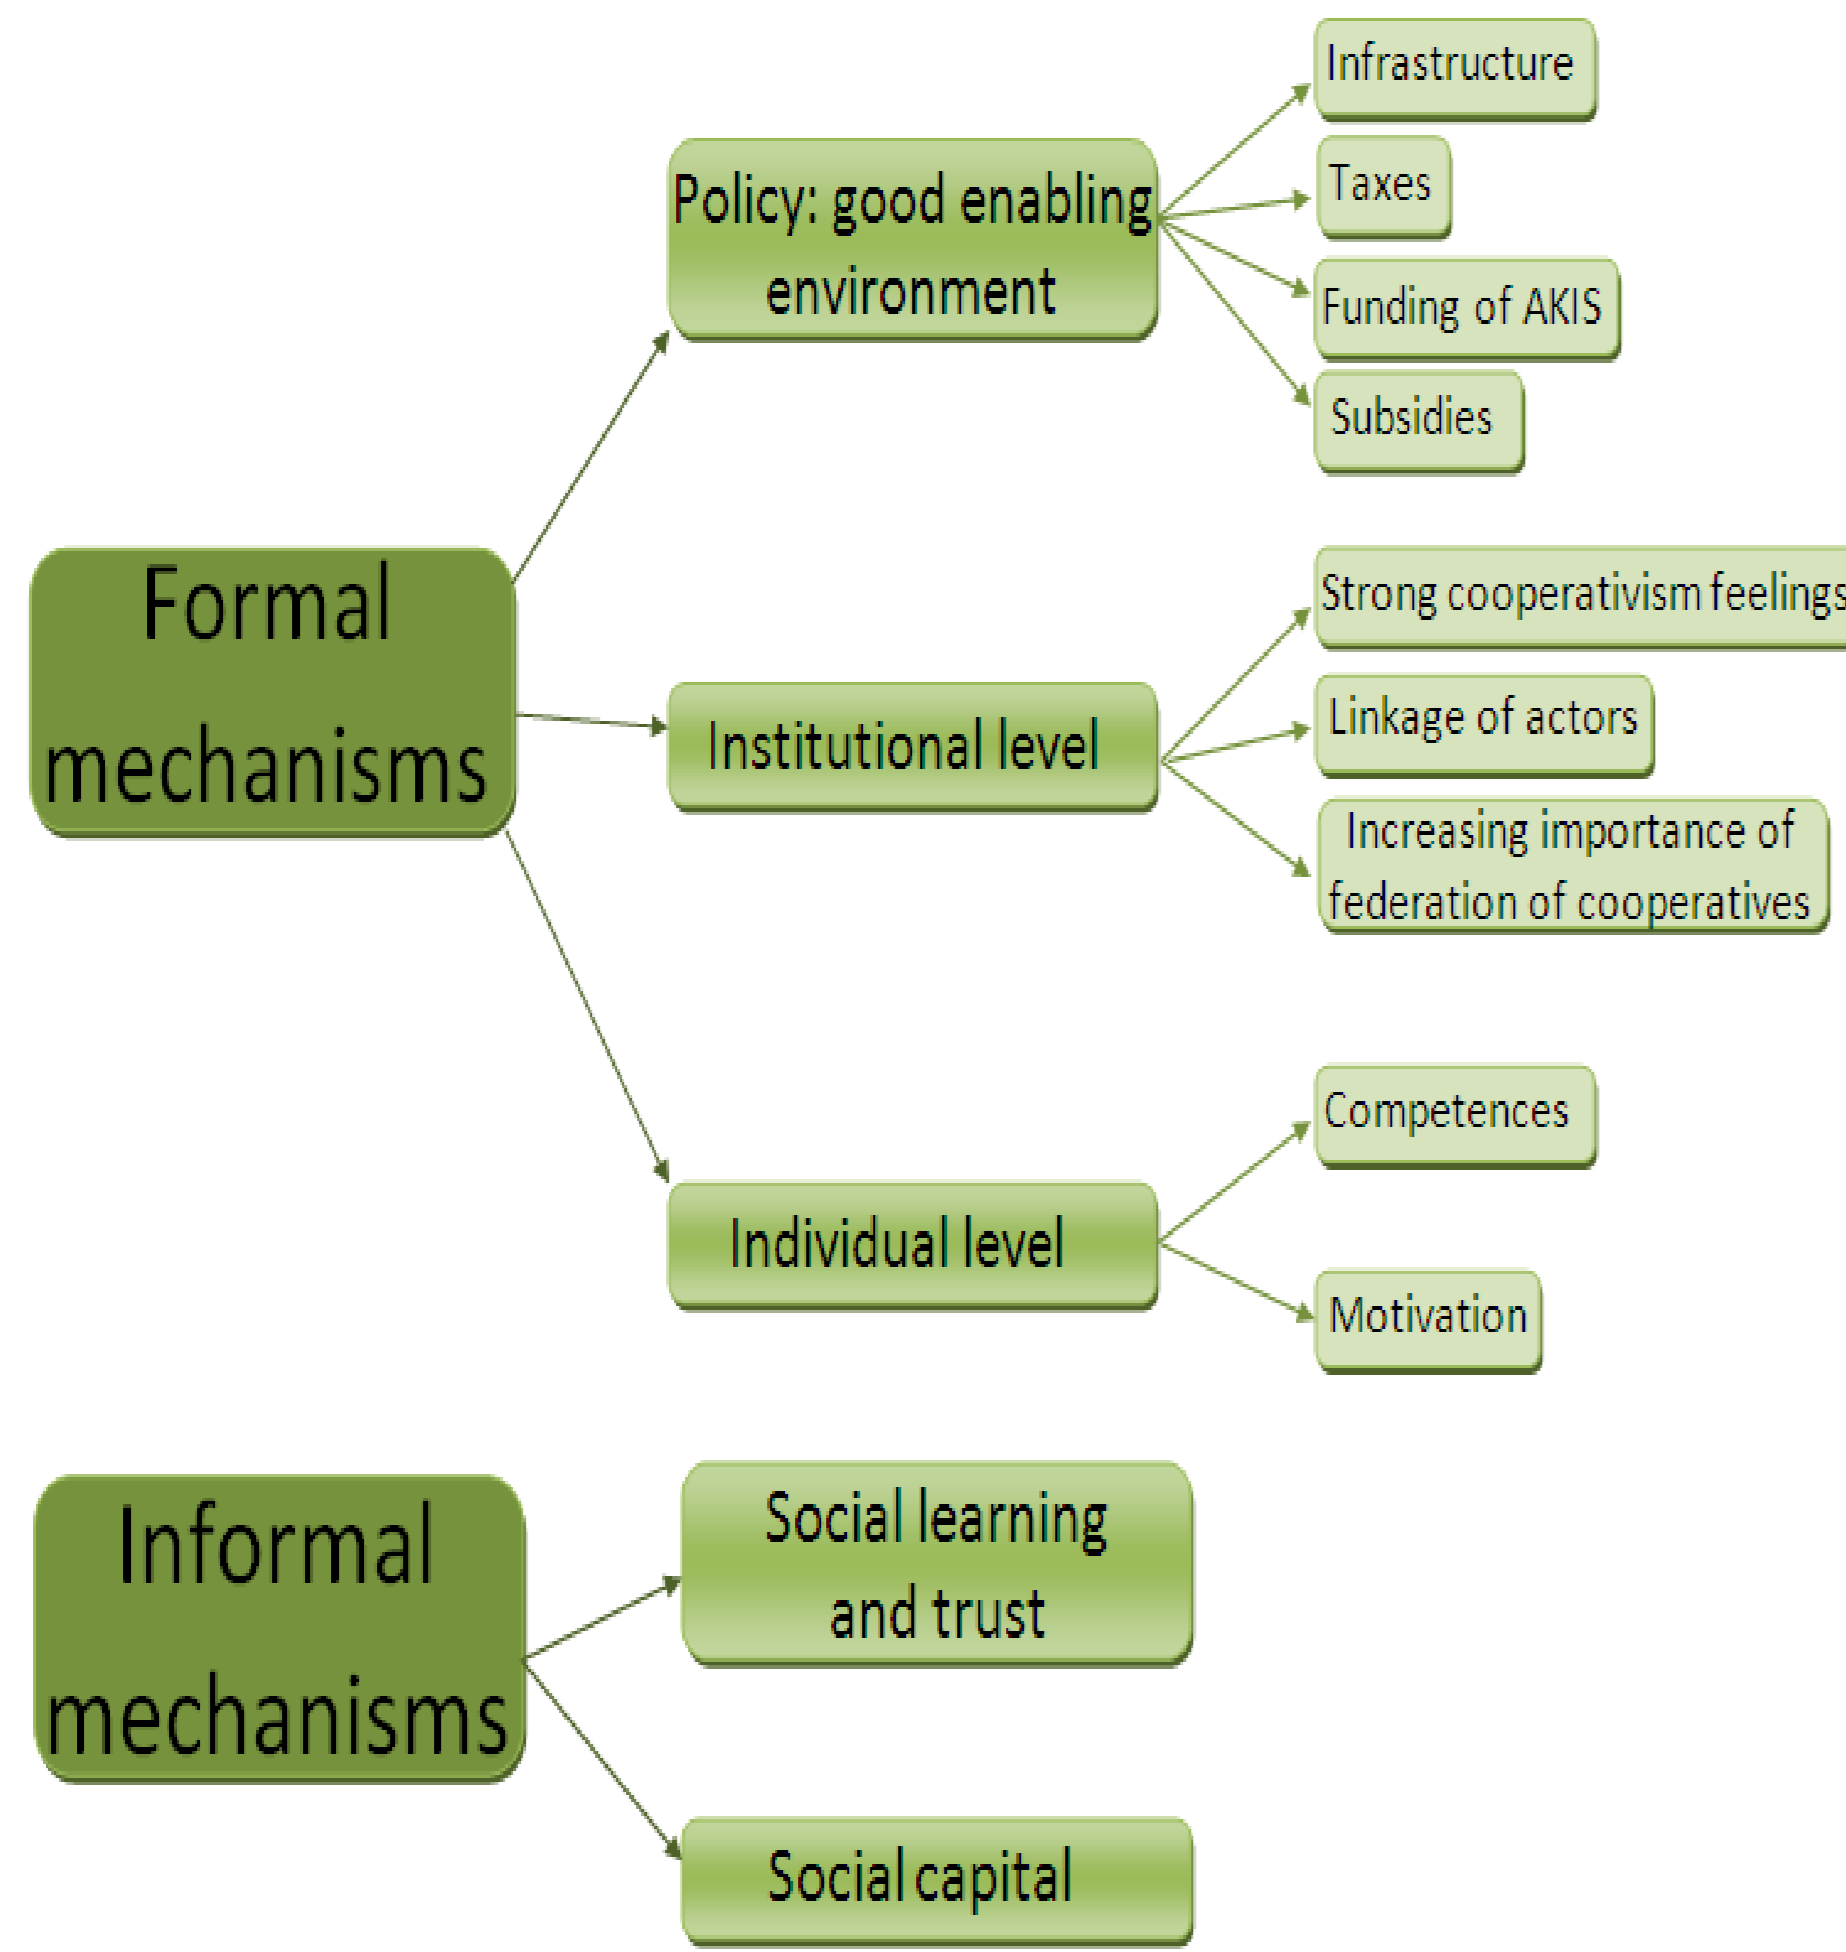 Formal
mechanisms
Policy: good enabling
environment
Infrastructure
Taxes
Funding of AKIS
Subsidies
Institutional level
Strong cooperativism feelings
Linkage of actors
Increasing importance of
federation of cooperatives
Individual level
Competences
Motivation
Informal
mechanisms
Social learning
and trust
Social capital